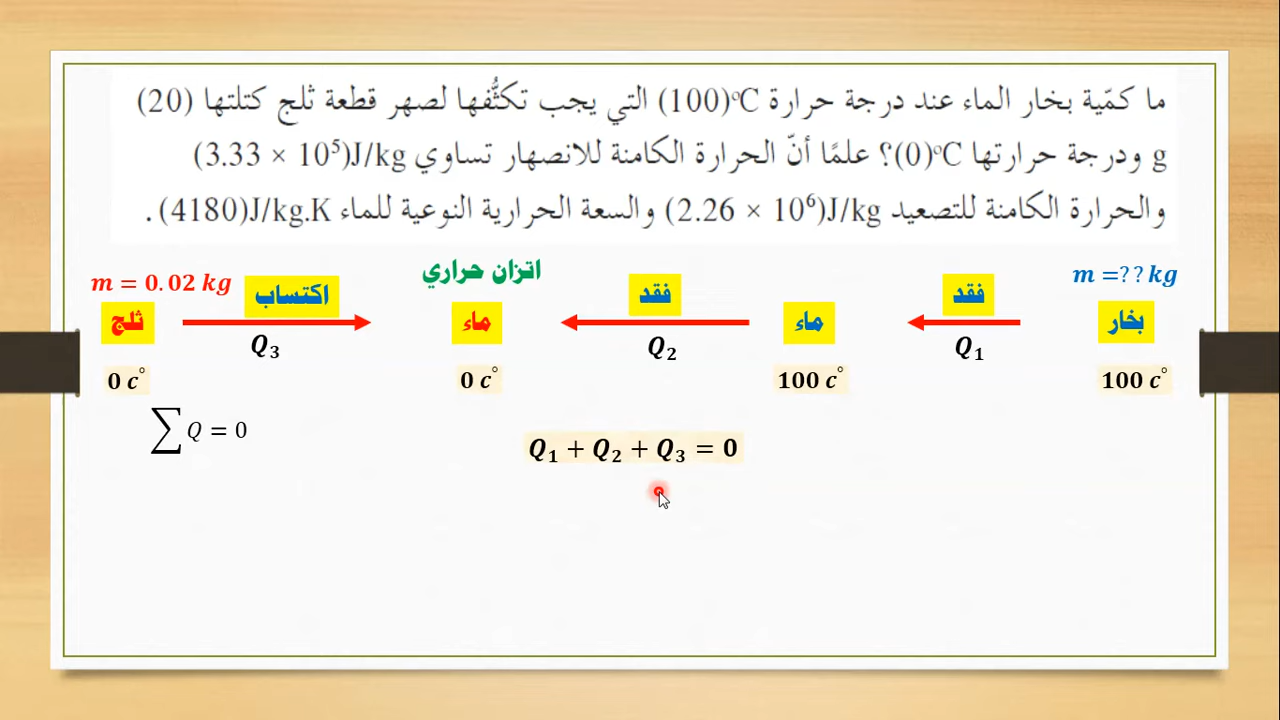 ما كمّية بخار الماء عند درجة حرارة (100)°C التي يجب تكثُّفها لصهر قطعة ثلج كتلتها (20)
g ودرجة حرارتها (0)°C؟ علمًا أنّ الحرارة الكامنة للانصهار تساوي (3.33 × 10⁵)J/kg
والحرارة الكامنة للتصعيد (2.26 × 10⁶)J/kg والسعة الحرارية النوعية للماء (4180)J/kg.K .
m =?? kg
اتزان حراري
m = 0.02 kg
فقد
فقد
اكتساب
بخار
ماء
ماء
ثلج
Q₁
Q₂
Q₃
100 c°
100 c°
0 c°
0 c°
∑ Q = 0
Q₁ + Q₂ + Q₃ = 0